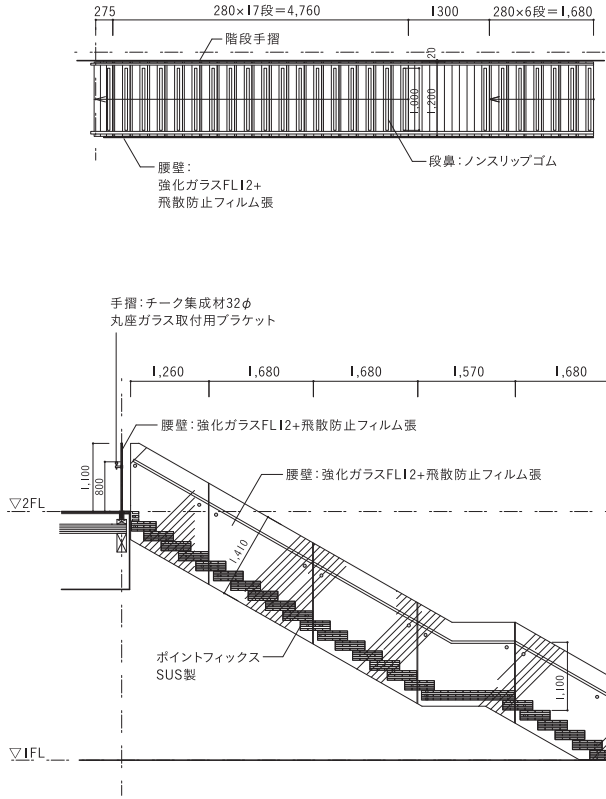 275
280×17段=4,760
1300
280×6段=1,680
階段手摺
20
1,000
1,200
段鼻:ノンスリップゴム
腰壁:
強化ガラスFL12+
飛散防止フィルム張
手摺:チーク集成材32φ
丸座ガラス取付用ブラケット
1,260
1,680
1,680
1,570
1,680
腰壁:強化ガラスFL12+飛散防止フィルム張
腰壁:強化ガラスFL12+飛散防止フィルム張
1,100
800
▽2FL
1,410
ポイントフィックス
SUS製
1,100
▽1FL